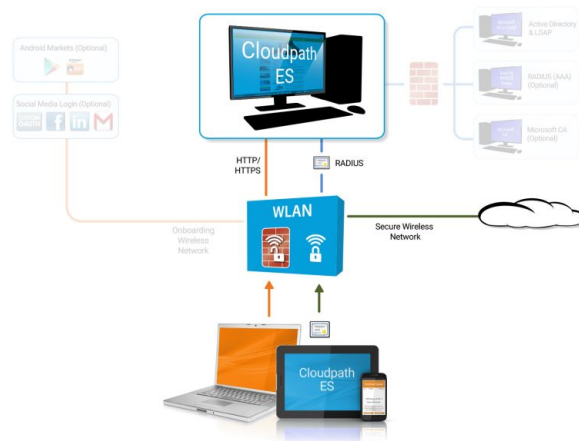 Android Markets (Optional)
Social Media Login (Optional)
Cloudpath
ES
Active Directory
& LDAP
RADIUS (AAA)
(Optional)
Microsoft CA
(Optional)
HTTP/
HTTPS
RADIUS
WLAN
Onboarding
Wireless
Network
Secure Wireless
Network
Cloudpath
ES